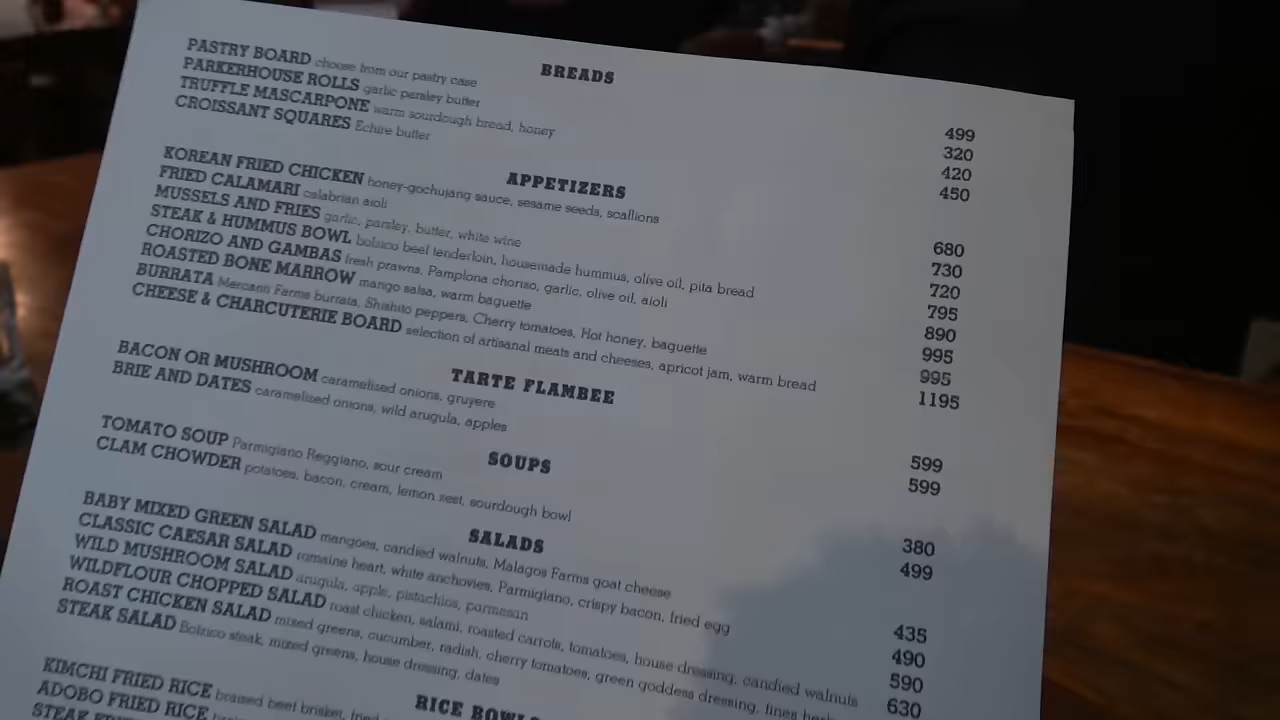 BREADS
PASTRY BOARD choose from our pastry case 499
PARKERHOUSE ROLLS garlic parsley butter 320
TRUFFLE MASCARPONE warm sourdough bread, honey 420
CROISSANT SQUARES Echire butter 450
APPETIZERS
KOREAN FRIED CHICKEN honey-gochujang sauce, sesame seeds, scallions 680
FRIED CALAMARI calabrian aioli 730
MUSSELS AND FRIES garlic, parsley, butter, white wine 720
STEAK & HUMMUS BOWL bolnico beef tenderloin, housemade hummus, olive oil, pita bread 795
CHORIZO AND GAMBAS fresh prawns, Pamplona chorizo, garlic, olive oil, aioli 890
ROASTED BONE MARROW mango salsa, warm baguette 995
BURRATA Mercato Farms burrata, Shishito peppers, Cherry tomatoes, Hot honey, baguette 995
CHEESE & CHARCUTERIE BOARD selection of artisanal meats and cheeses, apricot jam, warm bread 1195
TARTE FLAMBEE
BACON OR MUSHROOM caramelised onions, gruyere 599
BRIE AND DATES caramelised onions, wild arugula, apples 599
SOUPS
TOMATO SOUP Parmigiano Reggiano, sour cream 380
CLAM CHOWDER potatoes, bacon, cream, lemon zest, sourdough bowl 499
SALADS
BABY MIXED GREEN SALAD mangoes, candied walnuts, Malagos Farms goat cheese 435
CLASSIC CAESAR SALAD romaine heart, white anchovies, Parmigiano, crispy bacon, fried egg 490
WILD MUSHROOM SALAD arugula, apple, pistachios, parmesan 590
WILDFLOUR CHOPPED SALAD roast chicken, salami, roasted carrots, tomatoes, house dressing, candied walnuts 630
ROAST CHICKEN SALAD mixed greens, cucumber, radish, cherry tomatoes, green goddess dressing, fines
STEAK SALAD steak, mixed greens, house dressing, dates
RICE
KIMCHI FRIED RICE braised beef brisket,
ADOBO FRIED RICE
STEAK